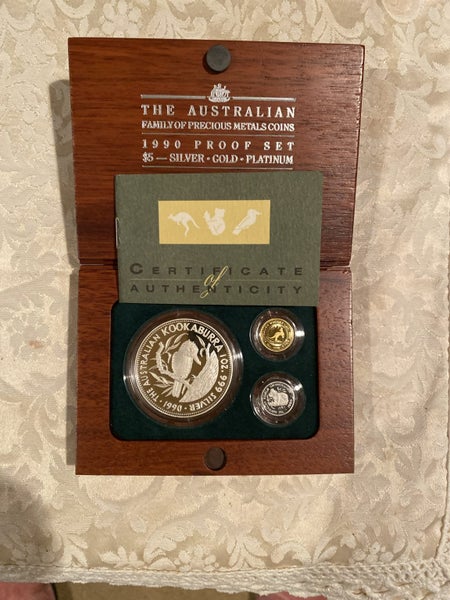 THE AUSTRALIAN
FAMILY OF PRECIOUS METALS COINS
1990 PROOF SET
$5 — SILVER • GOLD • PLATINUM
CERTIFICATE
of
AUTHENTICITY
THE AUSTRALIAN KOOKABURRA
1 OZ. 999 SILVER • 1990 •